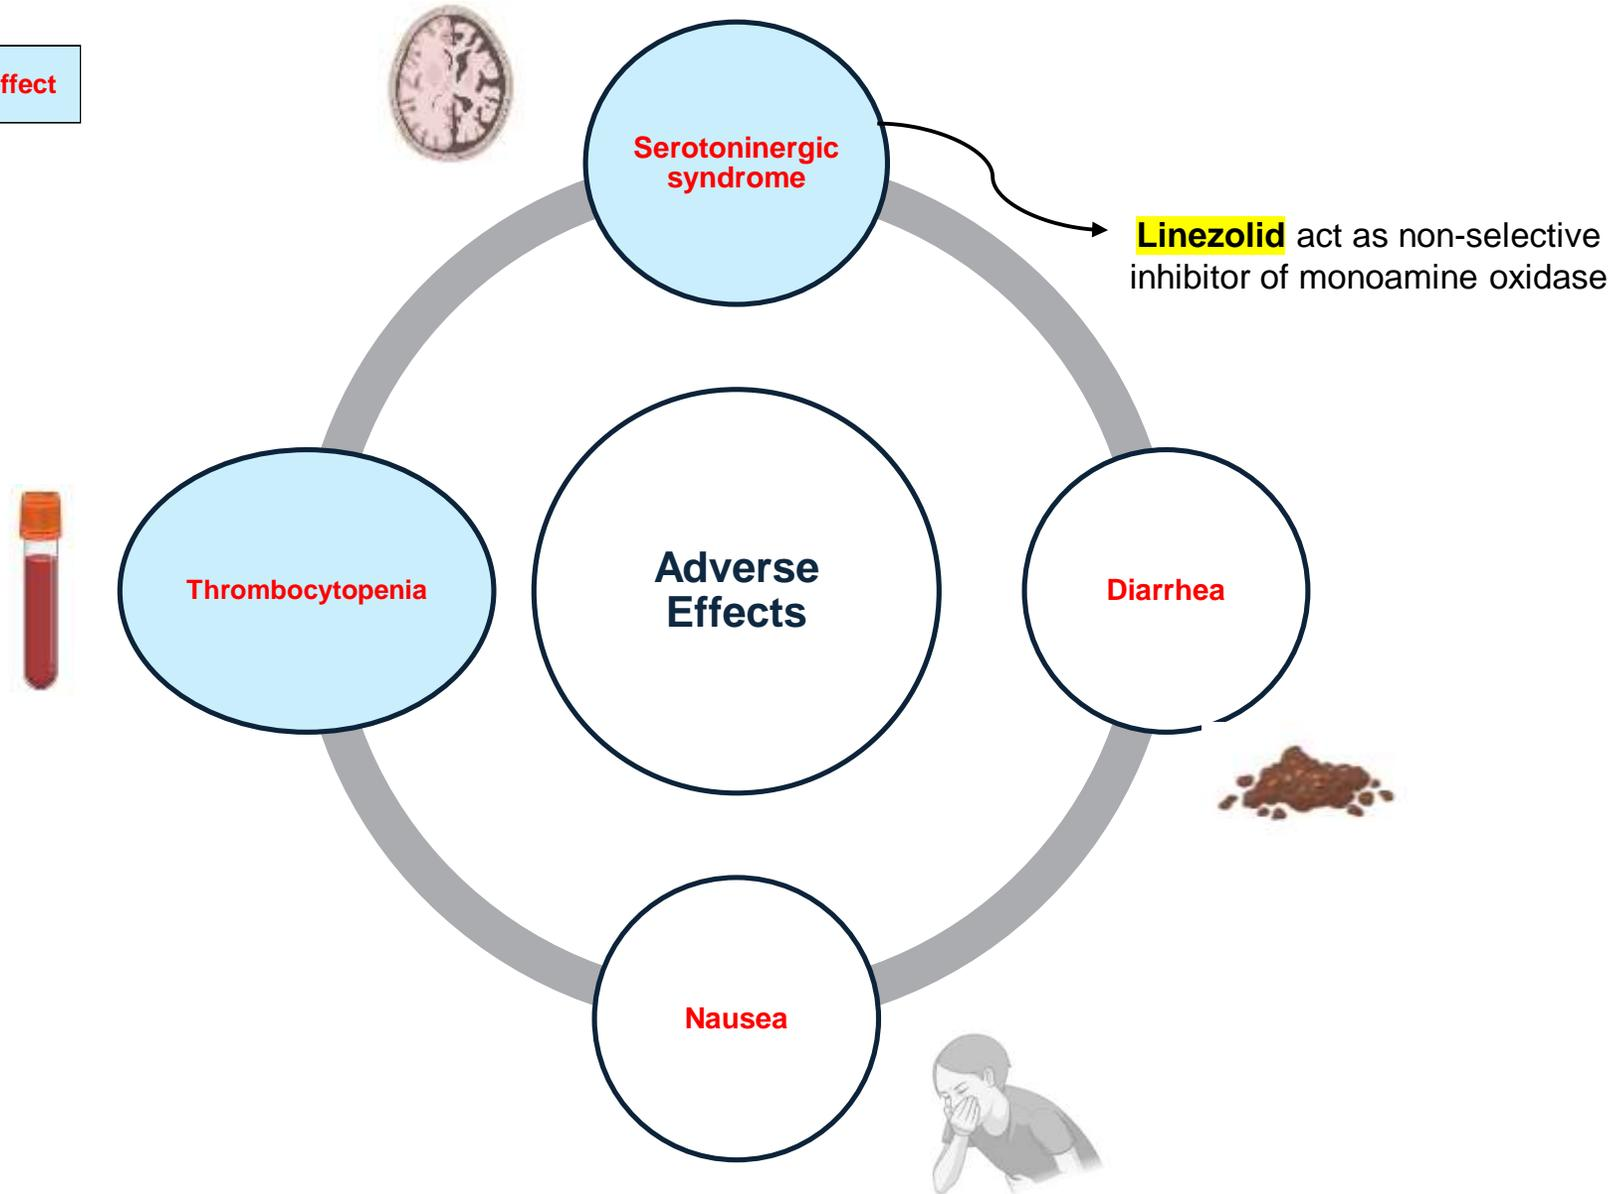 ffect
Serotoninergic
syndrome
Linezolid act as non-selective
inhibitor of monoamine oxidase
Thrombocytopenia
Adverse
Effects
Diarrhea
Nausea